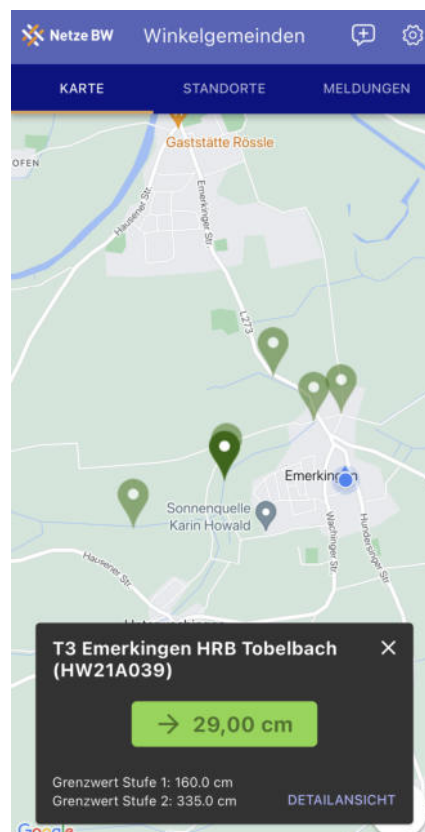 Netze BW
Winkelgemeinden
KARTE
STANDORTE
MELDUNGEN
OFEN
Gaststätte Rössle
Hausener Str.
Emerkinger Str.
L273
Emerkingen
Sonnenquelle
Karin Howald
Wachinger Str.
Hundersinger Str.
Hausener Str.
T3 Emerkingen HRB Tobelbach
(HW21A039)
→ 29,00 cm
Grenzwert Stufe 1: 160.0 cm
Grenzwert Stufe 2: 335.0 cm
DETAILANSICHT
Google